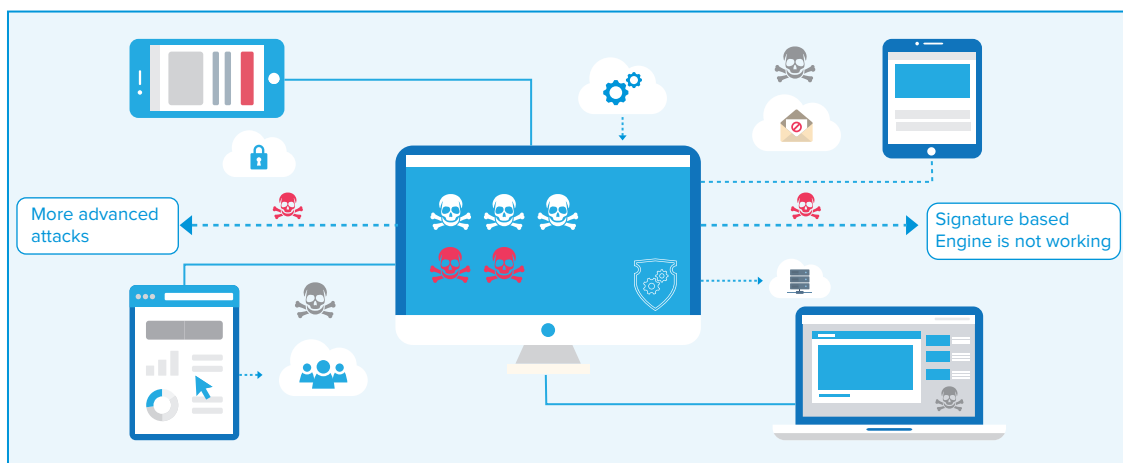 More advanced
attacks
Signature based
Engine is not working